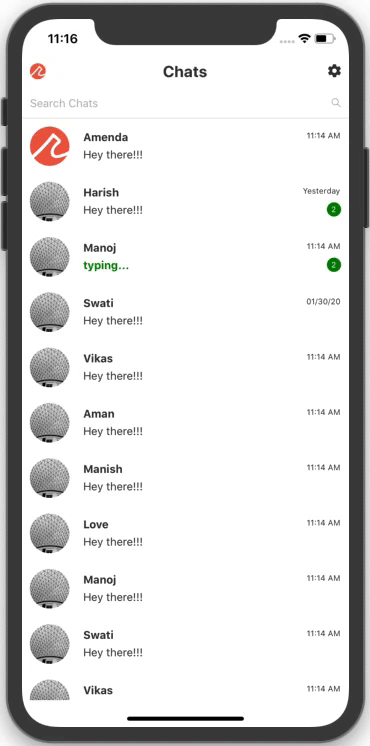 11:16
Chats
Search Chats
Amenda 11:14 AM
Hey there!!!
Harish Yesterday
Hey there!!! 2
Manoj 11:14 AM
typing... 2
Swati 01/30/20
Hey there!!!
Vikas 11:14 AM
Hey there!!!
Aman 11:14 AM
Hey there!!!
Manish 11:14 AM
Hey there!!!
Love 11:14 AM
Hey there!!!
Manoj 11:14 AM
Hey there!!!
Swati 11:14 AM
Hey there!!!
Vikas 11:14 AM